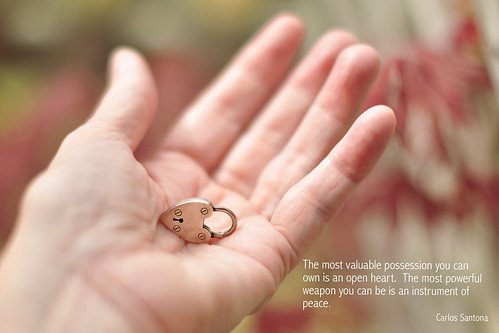 The most valuable possession you can
own is an open heart.  The most powerful
weapon you can be is an instrument of
peace.
Carlos Santona